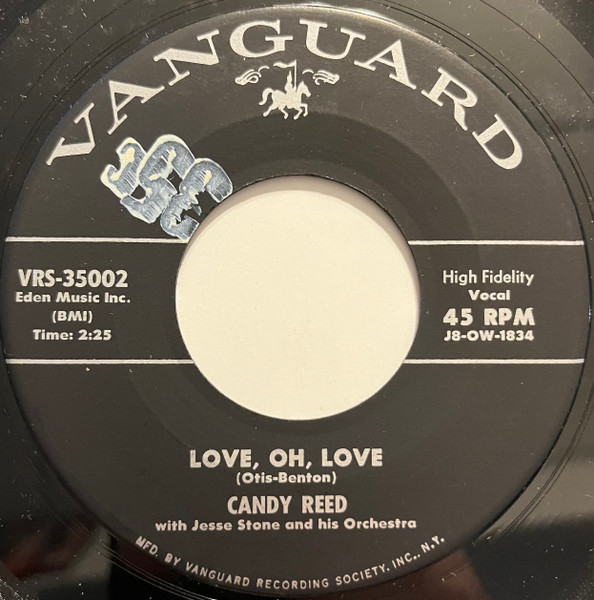 VANGUARD
35¢
VRS-35002
Eden Music Inc.
(BMI)
Time: 2:25
High Fidelity
Vocal
45 RPM
J8-OW-1834
LOVE, OH, LOVE
(Otis-Benton)
CANDY REED
with Jesse Stone and his Orchestra
MFD. BY VANGUARD RECORDING SOCIETY, INC., N.Y.